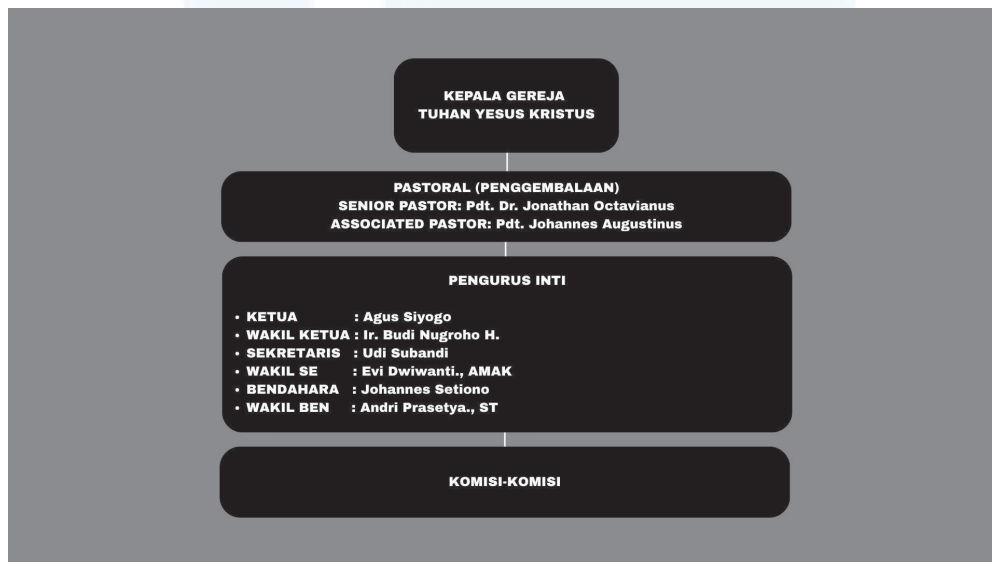 KEPALA GEREJA
TUHAN YESUS KRISTUS
PASTORAL (PENGGEMBALAAN)
SENIOR PASTOR: Pdt. Dr. Jonathan Octavianus
ASSOCIATED PASTOR: Pdt. Johannes Augustinus
PENGURUS INTI
• KETUA : Agus Siyogo
• WAKIL KETUA : Ir. Budi Nugroho H.
• SEKRETARIS : Udi Subandi
• WAKIL SE : Evi Dwiwanti., AMAK
• BENDAHARA : Johannes Setiono
• WAKIL BEN : Andri Prasetya., ST
KOMISI-KOMISI